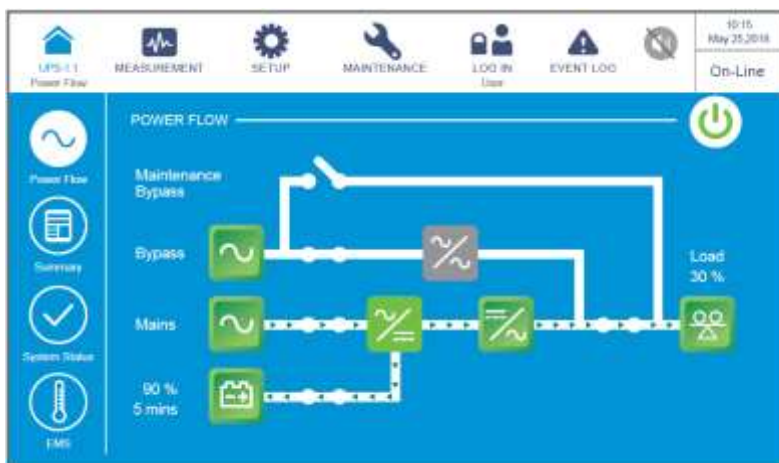 UPS-1.1
Power Flow
MEASUREMENT
SETUP
MAINTENANCE
LOG IN
User
EVENT LOG
10:15
May 25,2018
On-Line
POWER FLOW
Power Flow
Summary
System Status
EMS
Maintenance
Bypass
Bypass
Mains
90 %
5 mins
Load
30 %